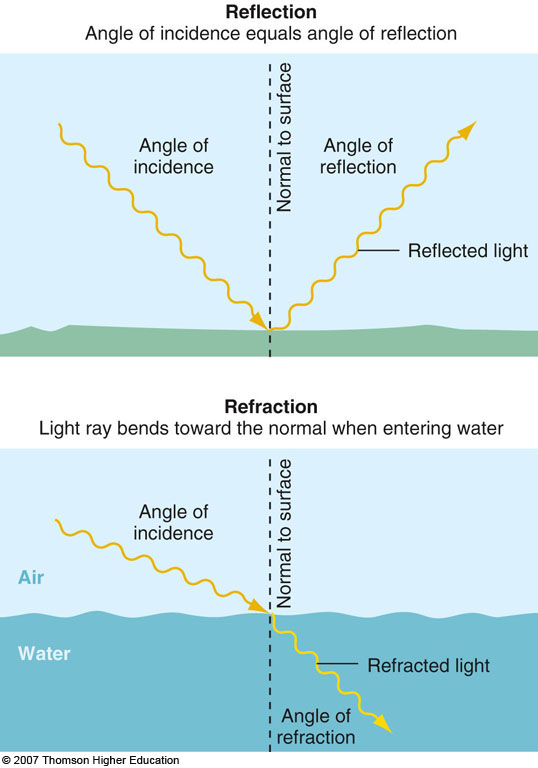 Reflection
Angle of incidence equals angle of reflection
Angle of
incidence
Normal to surface
Angle of
reflection
Reflected light
Refraction
Light ray bends toward the normal when entering water
Angle of
incidence
Normal to surface
Air
Water
Refracted light
Angle of
refraction
© 2007 Thomson Higher Education